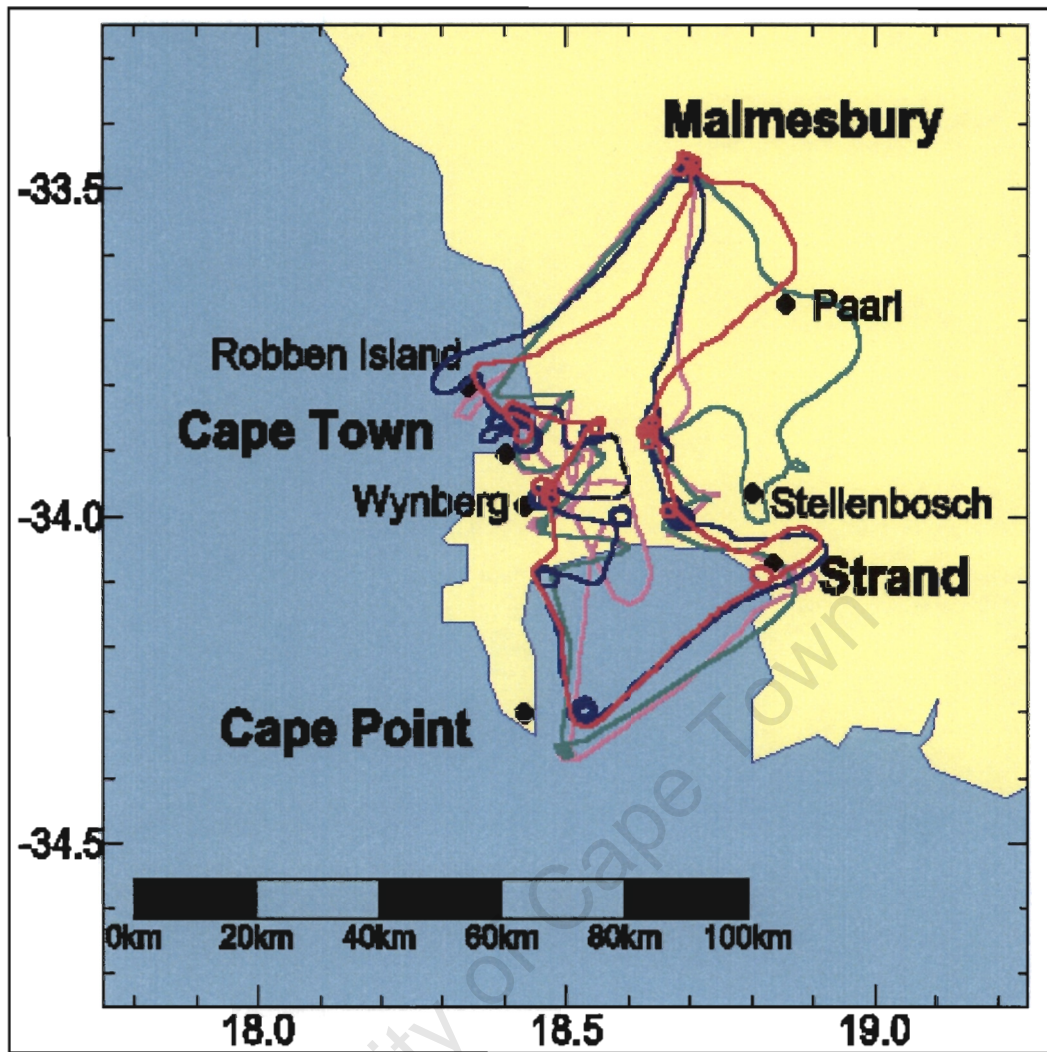 Malmesbury
-33.5
Paarl
Robben Island
Cape Town
Wynberg
-34.0
Stellenbosch
Strand
Cape Point
-34.5
0km 20km 40km 60km 80km 100km
18.0 18.5 19.0
ity of Cape Town